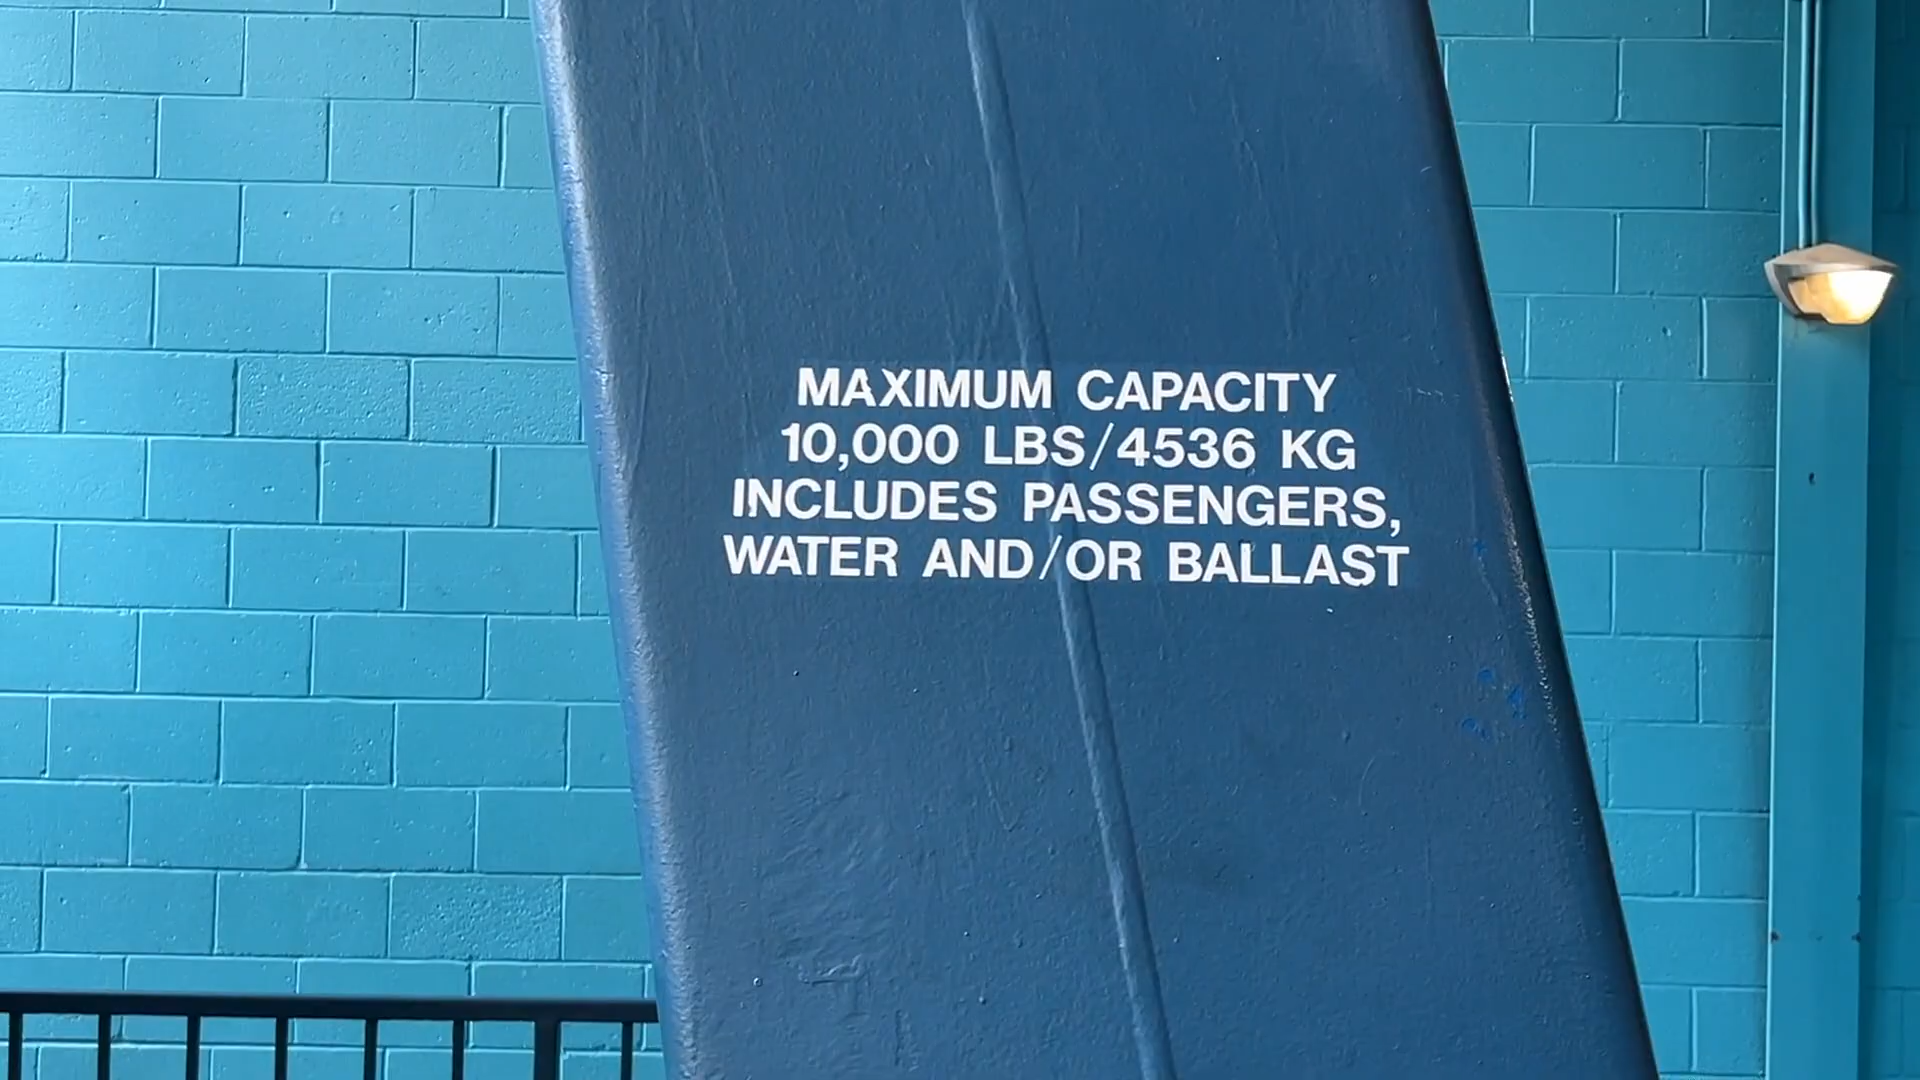 MAXIMUM CAPACITY
10,000 LBS/4536 KG
INCLUDES PASSENGERS,
WATER AND/OR BALLAST